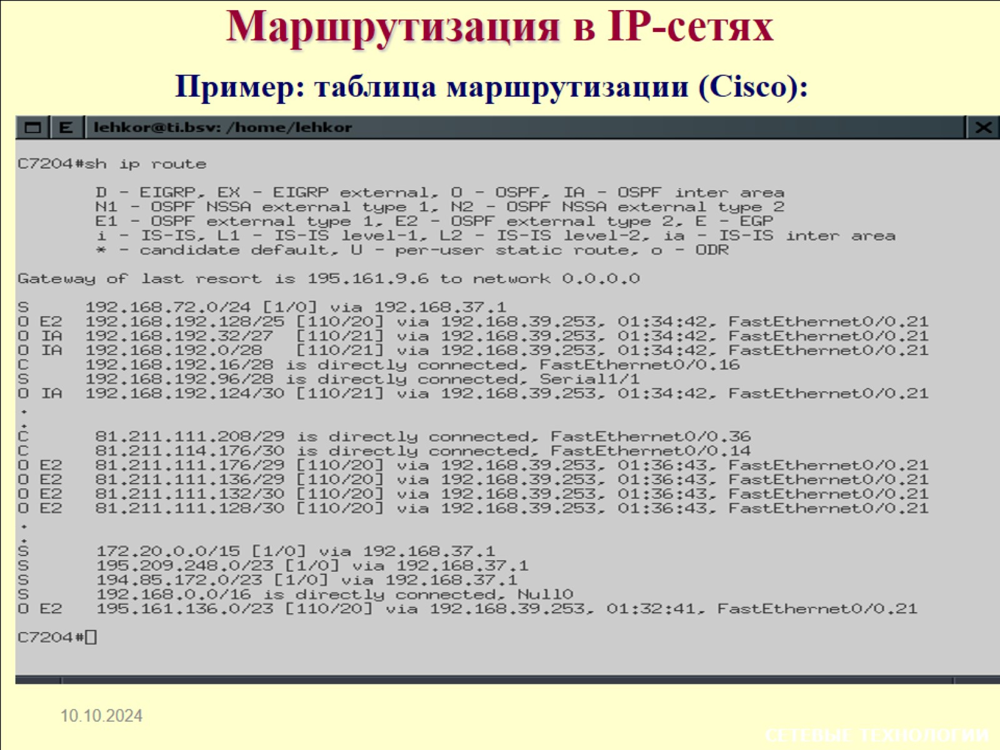 Маршрутизация в IP-сетях
Пример: таблица маршрутизации (Cisco):
E lehkor@ti.bsv: /home/lehkor X
C7204#sh ip route
D - EIGRP, EX - EIGRP external, O - OSPF, IA - OSPF inter area
N1 - OSPF NSSA external type 1, N2 - OSPF NSSA external type 2
E1 - OSPF external type 1, E2 - OSPF external type 2, E - EGP
i - IS-IS, L1 - IS-IS level-1, L2 - IS-IS level-2, ia - IS-IS inter area
* - candidate default, U - per-user static route, o - ODR
Gateway of last resort is 195.161.9.6 to network 0.0.0.0
S 192.168.72.0/24 [1/0] via 192.168.37.1
O E2 192.168.192.128/25 [110/20] via 192.168.39.253, 01:34:42, FastEthernet0/0.21
O IA 192.168.192.32/27 [110/21] via 192.168.39.253, 01:34:42, FastEthernet0/0.21
O IA 192.168.192.0/28 [110/21] via 192.168.39.253, 01:34:42, FastEthernet0/0.21
C 192.168.192.16/28 is directly connected, FastEthernet0/0.16
S 192.168.192.96/28 is directly connected, Serial1/1
O IA 192.168.192.124/30 [110/21] via 192.168.39.253, 01:34:42, FastEthernet0/0.21
.
.
C 81.211.111.208/29 is directly connected, FastEthernet0/0.36
C 81.211.114.176/30 is directly connected, FastEthernet0/0.14
O E2 81.211.111.176/29 [110/20] via 192.168.39.253, 01:36:43, FastEthernet0/0.21
O E2 81.211.111.136/29 [110/20] via 192.168.39.253, 01:36:43, FastEthernet0/0.21
O E2 81.211.111.132/30 [110/20] via 192.168.39.253, 01:36:43, FastEthernet0/0.21
O E2 81.211.111.128/30 [110/20] via 192.168.39.253, 01:36:43, FastEthernet0/0.21
.
.
S 172.20.0.0/15 [1/0] via 192.168.37.1
S 195.209.248.0/23 [1/0] via 192.168.37.1
S 194.85.172.0/23 [1/0] via 192.168.37.1
S 192.168.0.0/16 is directly connected, Null0
O E2 195.161.136.0/23 [110/20] via 192.168.39.253, 01:32:41, FastEthernet0/0.21
C7204#
10.10.2024
СЕТЕВЫЕ ТЕХНОЛОГИИ